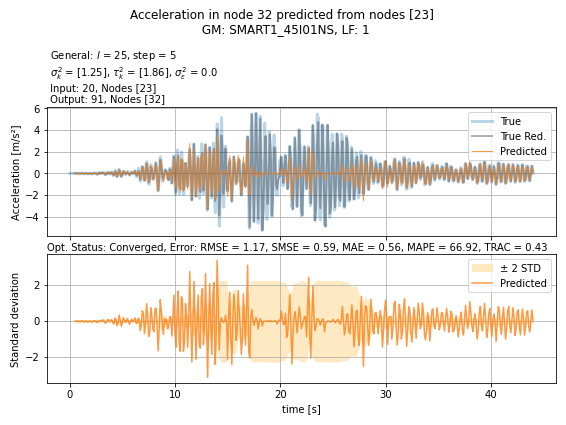 Acceleration in node 32 predicted from nodes [23]
GM: SMART1_45I01NS, LF: 1
General: l = 25, step = 5
σ²ₖ = [1.25], τ²ₖ = [1.86], σ²ε = 0.0
Input: 20, Nodes [23]
Output: 91, Nodes [32]
Acceleration [m/s²]
6
4
2
0
−2
−4
True
True Red.
Predicted
Opt. Status: Converged, Error: RMSE = 1.17, SMSE = 0.59, MAE = 0.56, MAPE = 66.92, TRAC = 0.43
Standard deviation
2
0
−2
± 2 STD
Predicted
0 10 20 30 40
time [s]